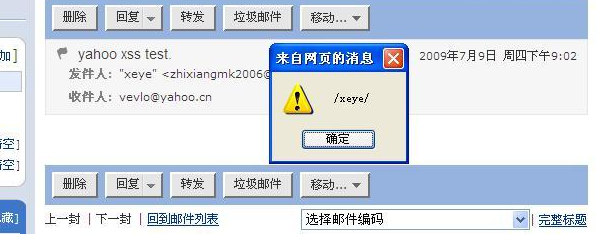 删除 回复 转发 垃圾邮件 移动...
加]
yahoo xss test.
来自网页的消息
2009年7月9日 周四下午9:02
发件人： "xeye" <zhixiangmk2006@
/xeye/
收件人： vevlo@yahoo.cn
确定
空]
空]
删除 回复 转发 垃圾邮件 移动...
藏]
上一封 | 下一封 | 回到邮件列表 选择邮件编码 | 完整标题